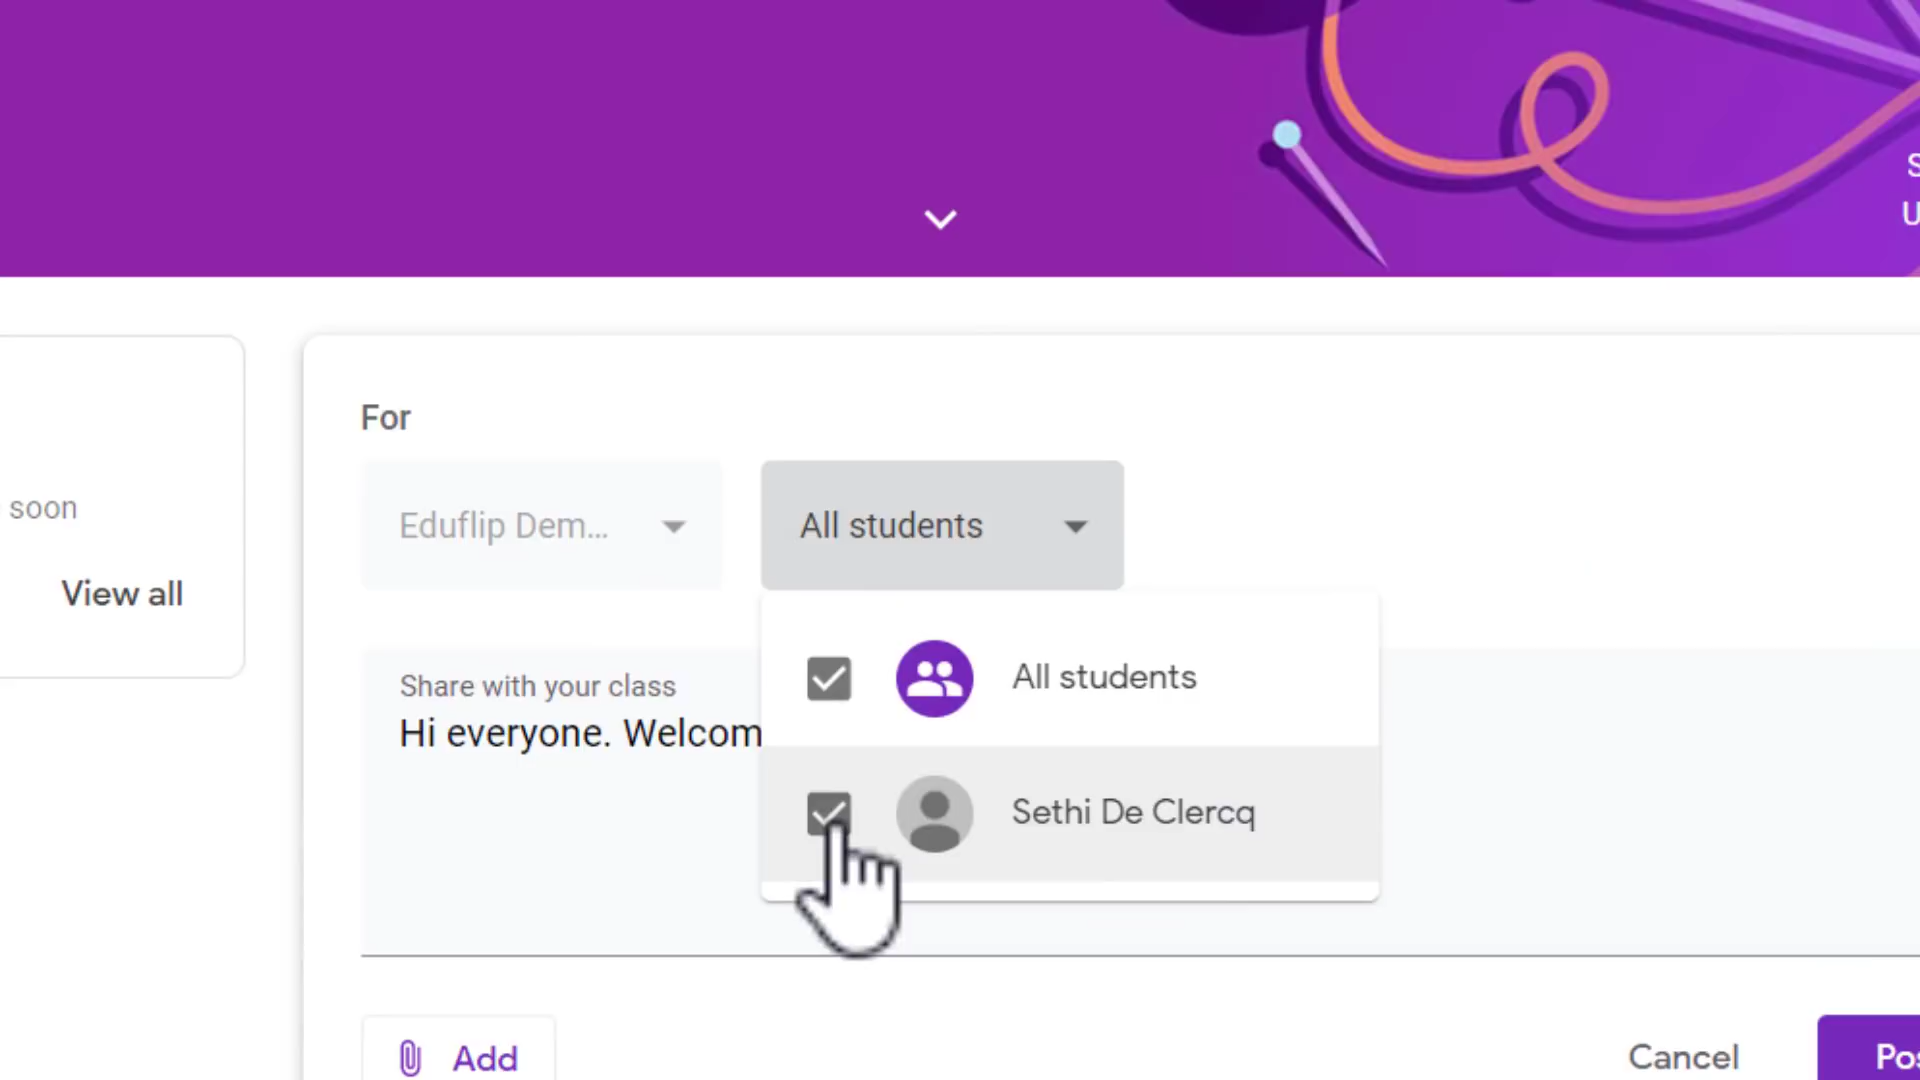 S
U
soon
View all
For
Eduflip Dem...
All students
All students
Sethi De Clercq
Share with your class
Hi everyone. Welcom
Add
Cancel
Pos